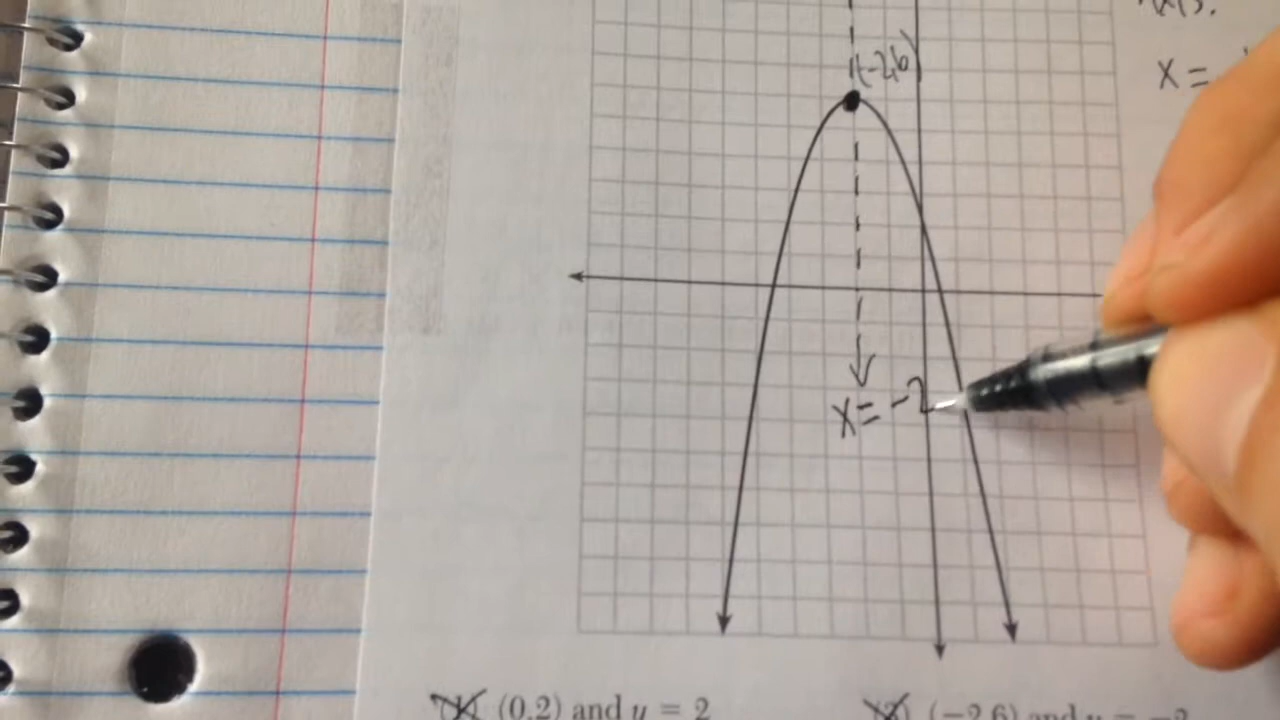 (-2,6)
x =
x = -2
(0,2) and y = 2
(−2,6) and